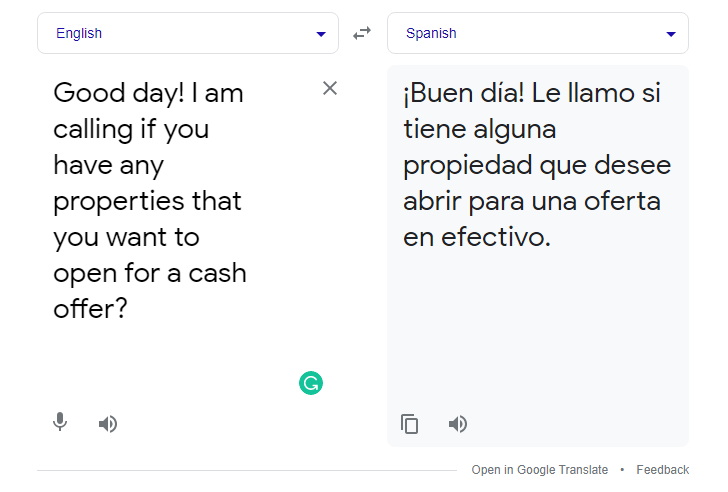 English
Spanish
Good day! I am
calling if you
have any
properties that
you want to
open for a cash
offer?
¡Buen día! Le llamo si
tiene alguna
propiedad que desee
abrir para una oferta
en efectivo.
Open in Google Translate • Feedback